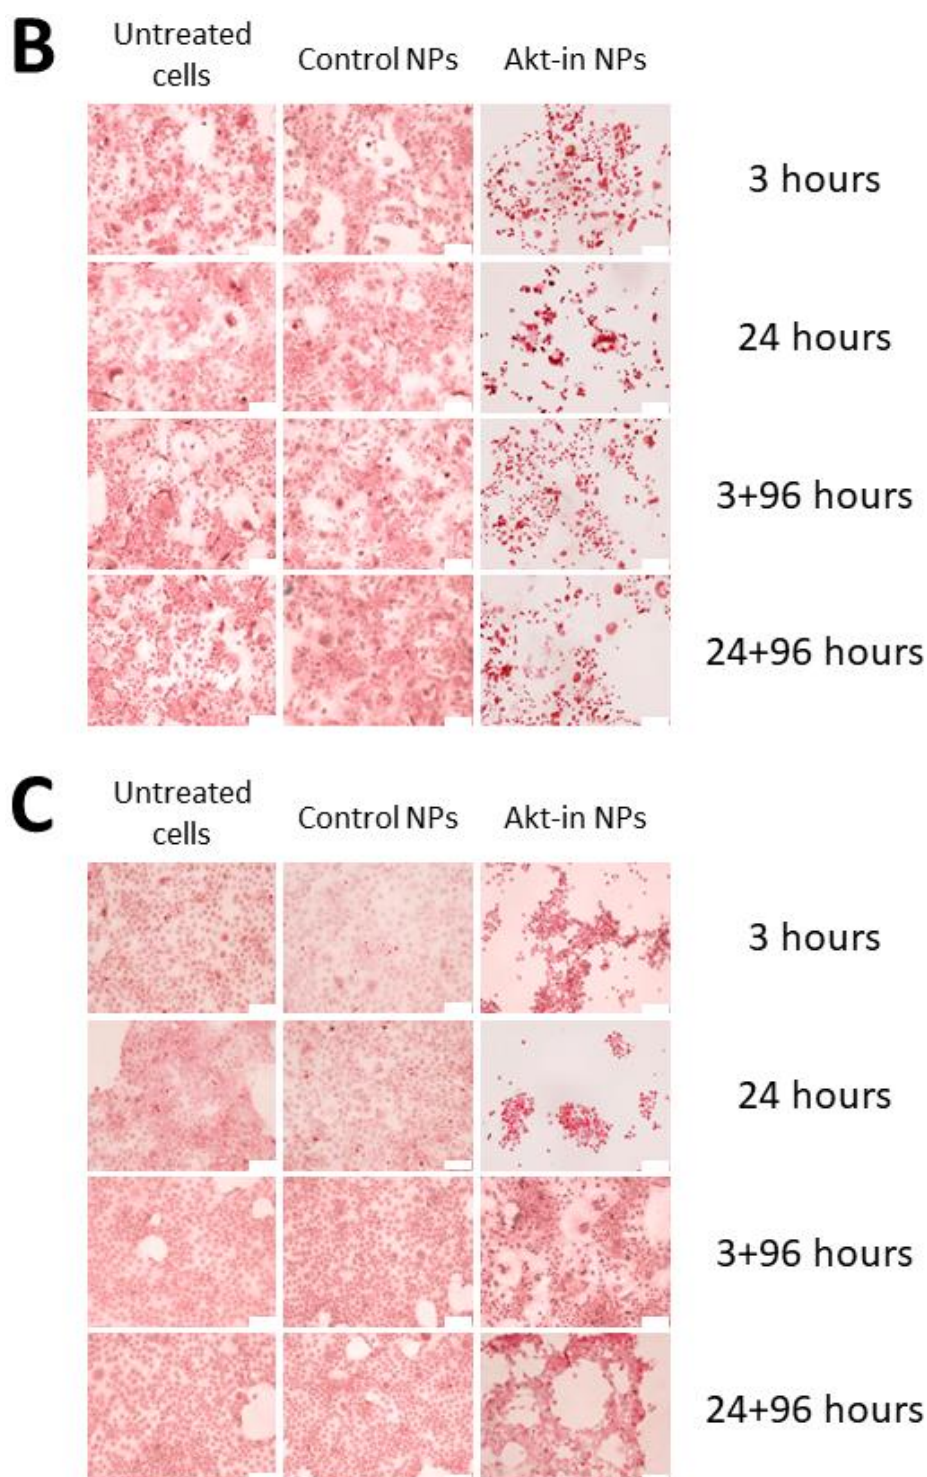 B
Untreated
cells
Control NPs
Akt-in NPs
3 hours
24 hours
3+96 hours
24+96 hours
C
Untreated
cells
Control NPs
Akt-in NPs
3 hours
24 hours
3+96 hours
24+96 hours